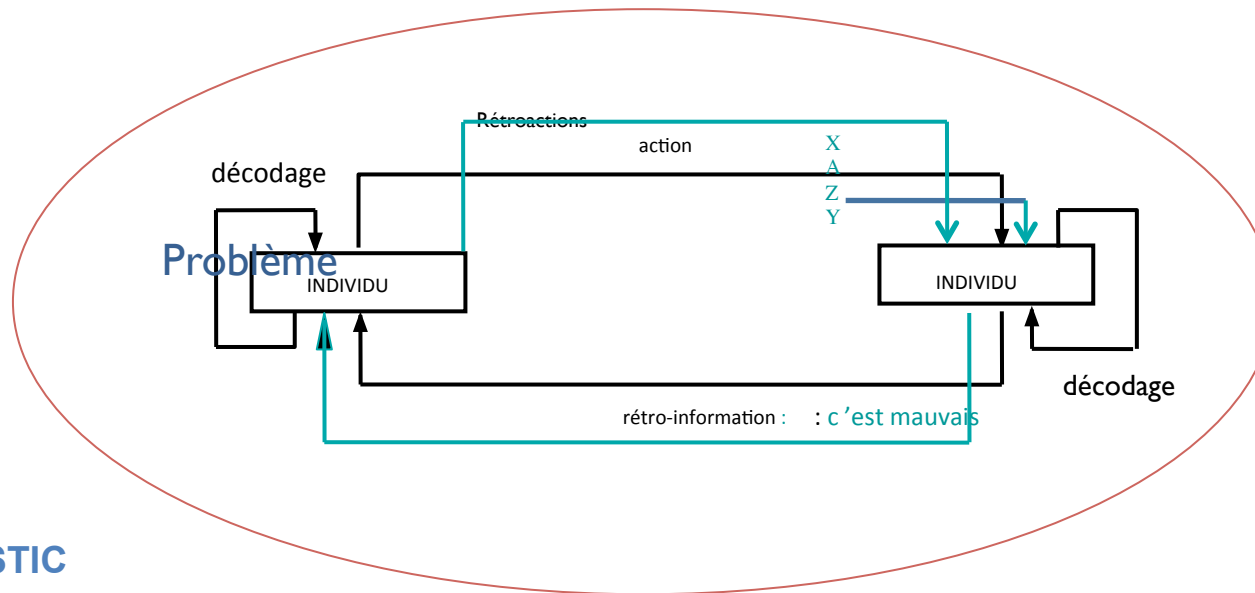 Rétroactions
action
X
A
Z
Y
décodage
Problème
INDIVIDU
INDIVIDU
décodage
rétro-information : : c ’est mauvais
STIC